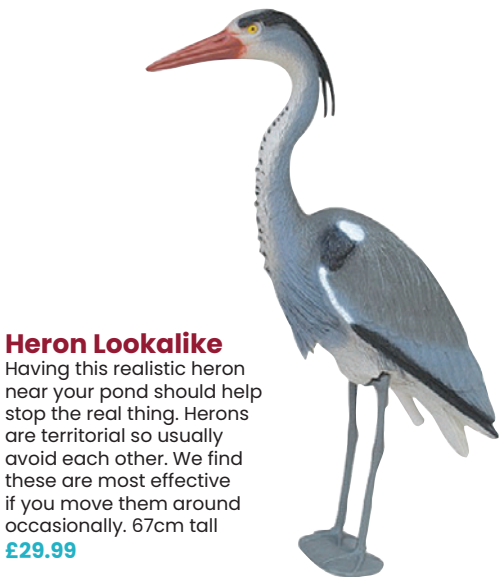 Heron Lookalike
Having this realistic heron
near your pond should help
stop the real thing. Herons
are territorial so usually
avoid each other. We find
these are most effective
if you move them around
occasionally. 67cm tall
£29.99